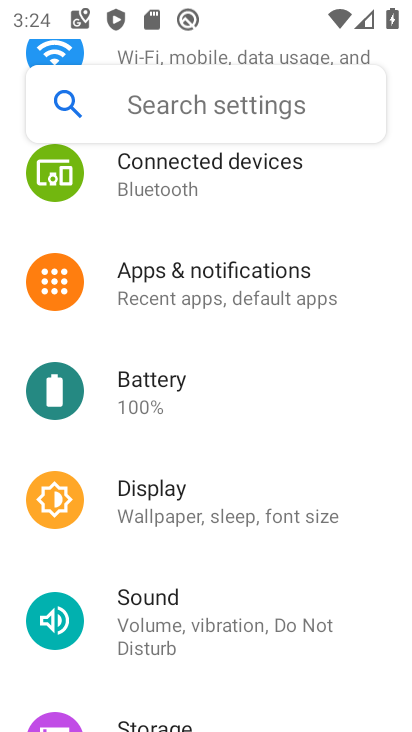 3:24
Wi-Fi, mobile, data usage, and
Search settings
Connected devices
Bluetooth
Apps & notifications
Recent apps, default apps
Battery
100%
Display
Wallpaper, sleep, font size
Sound
Volume, vibration, Do Not
Disturb
Storage